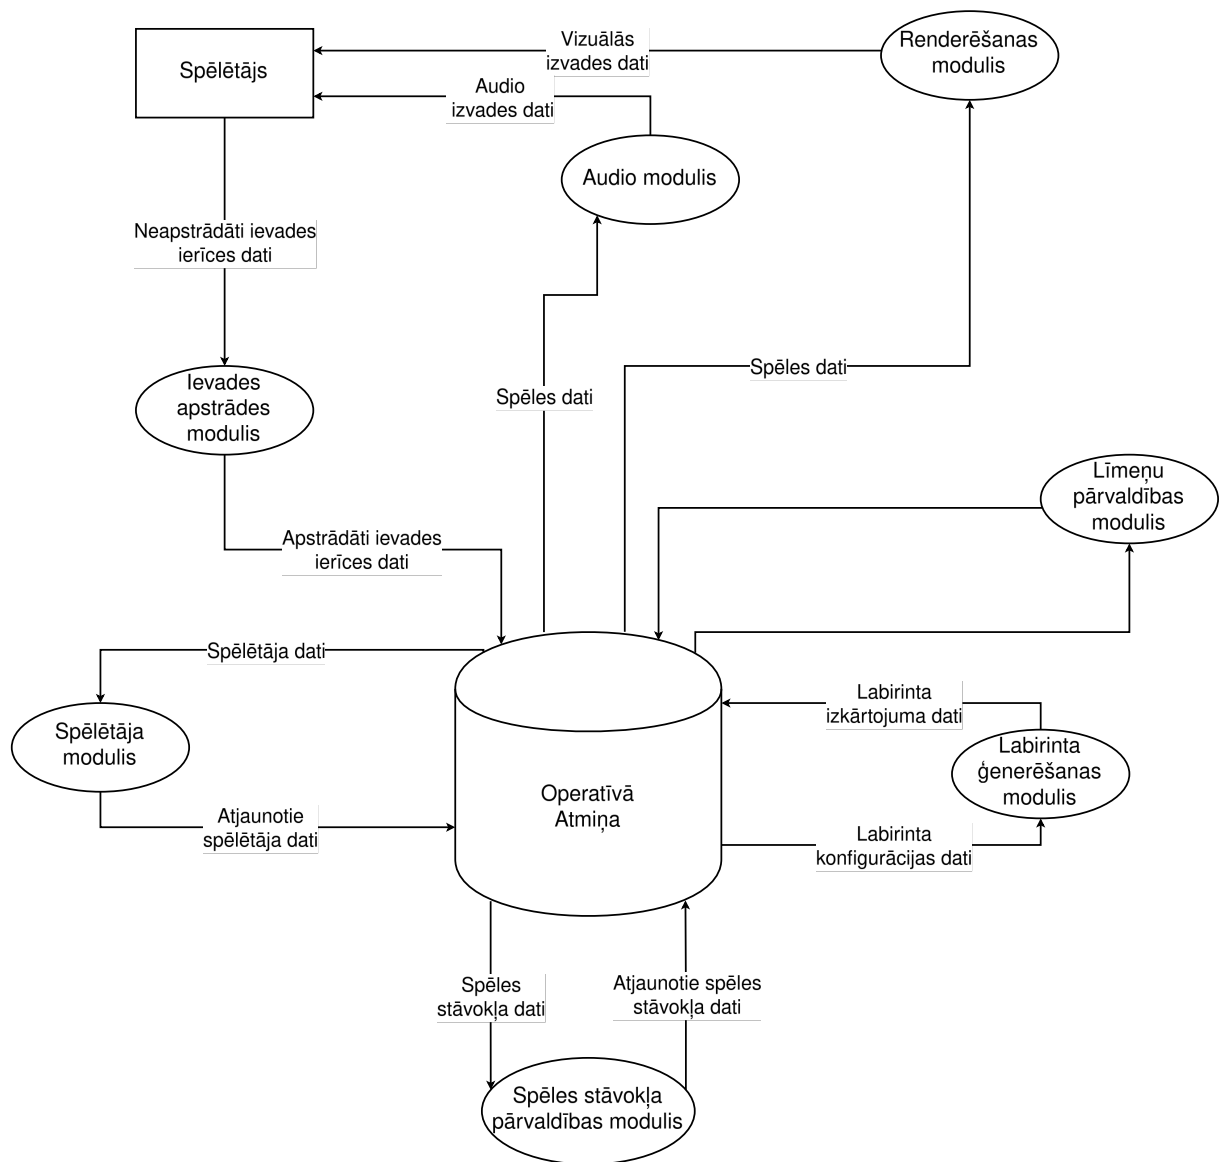 Spēlētājs
Vizuālās
izvades dati
Renderēšanas
modulis
Audio
izvades dati
Audio modulis
Neapstrādāti ievades
ierīces dati
Ievades
apstrādes
modulis
Spēles dati
Spēles dati
Līmeņu
pārvaldības
modulis
Apstrādāti ievades
ierīces dati
Spēlētāja dati
Spēlētāja
modulis
Labirinta
izkārtojuma dati
Labirinta
ģenerēšanas
modulis
Operatīvā
Atmiņa
Atjaunotie
spēlētāja dati
Labirinta
konfigurācijas dati
Spēles
stāvokļa dati
Atjaunotie spēles
stāvokļa dati
Spēles stāvokļa
pārvaldības modulis